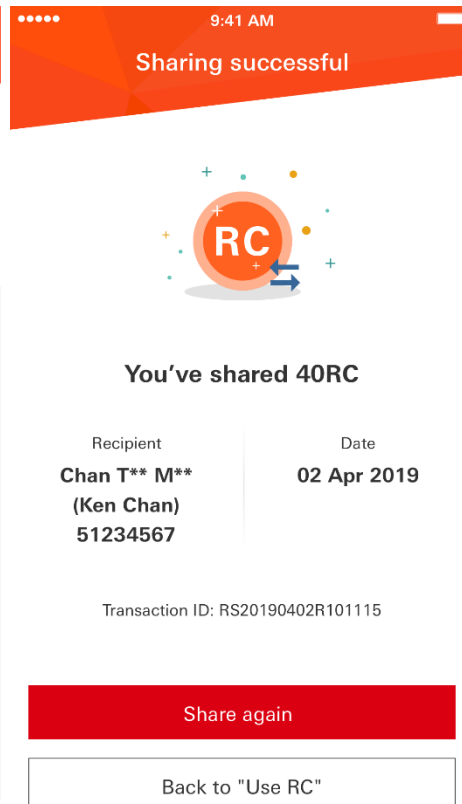 9:41 AM
Sharing successful
RC
You've shared 40RC
Recipient
Chan T** M**
(Ken Chan)
51234567
Date
02 Apr 2019
Transaction ID: RS20190402R101115
Share again
Back to "Use RC"